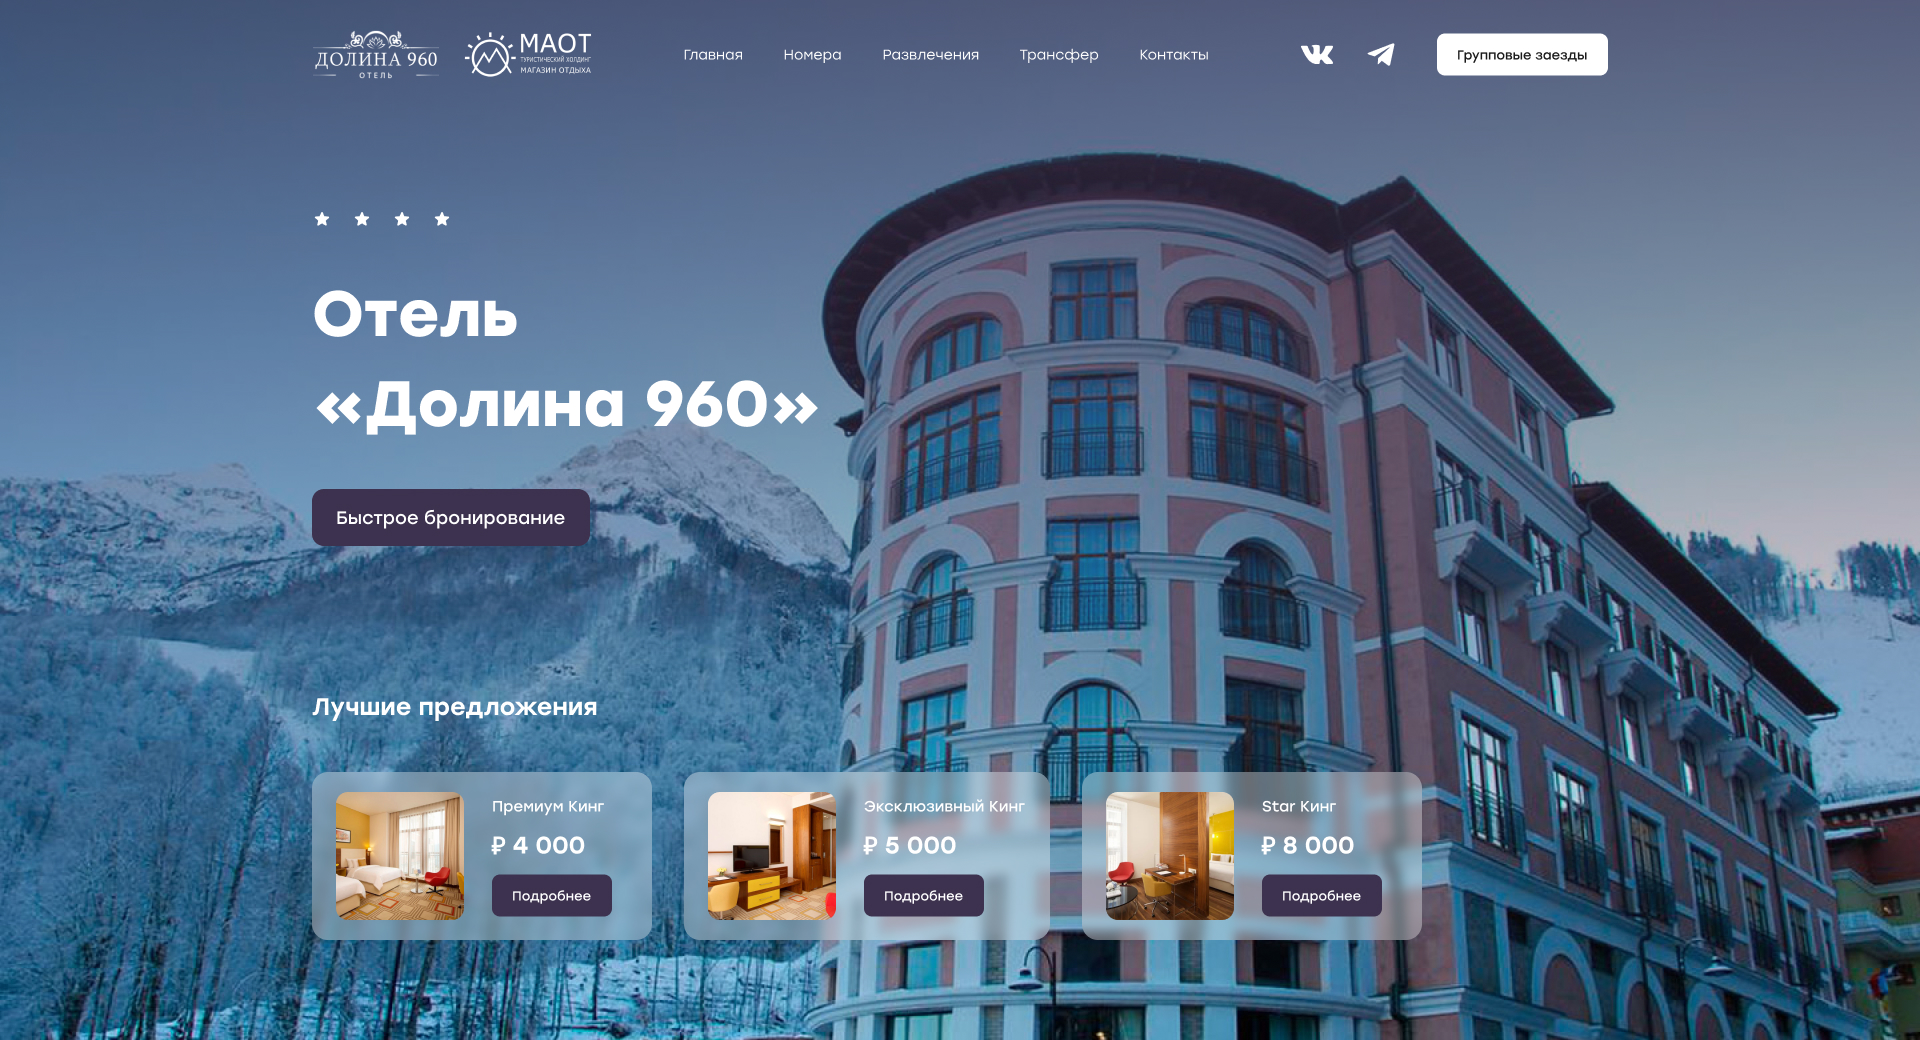 ДОЛИНА 960
ОТЕЛЬ
МАОТ
ТУРИСТИЧЕСКИЙ ХОЛДИНГ
МАГАЗИН ОТДЫХА
Главная
Номера
Развлечения
Трансфер
Контакты
Групповые заезды
Отель
«Долина 960»
Быстрое бронирование
Лучшие предложения
Премиум Кинг
₽ 4 000
Подробнее
Эксклюзивный Кинг
₽ 5 000
Подробнее
Star Кинг
₽ 8 000
Подробнее